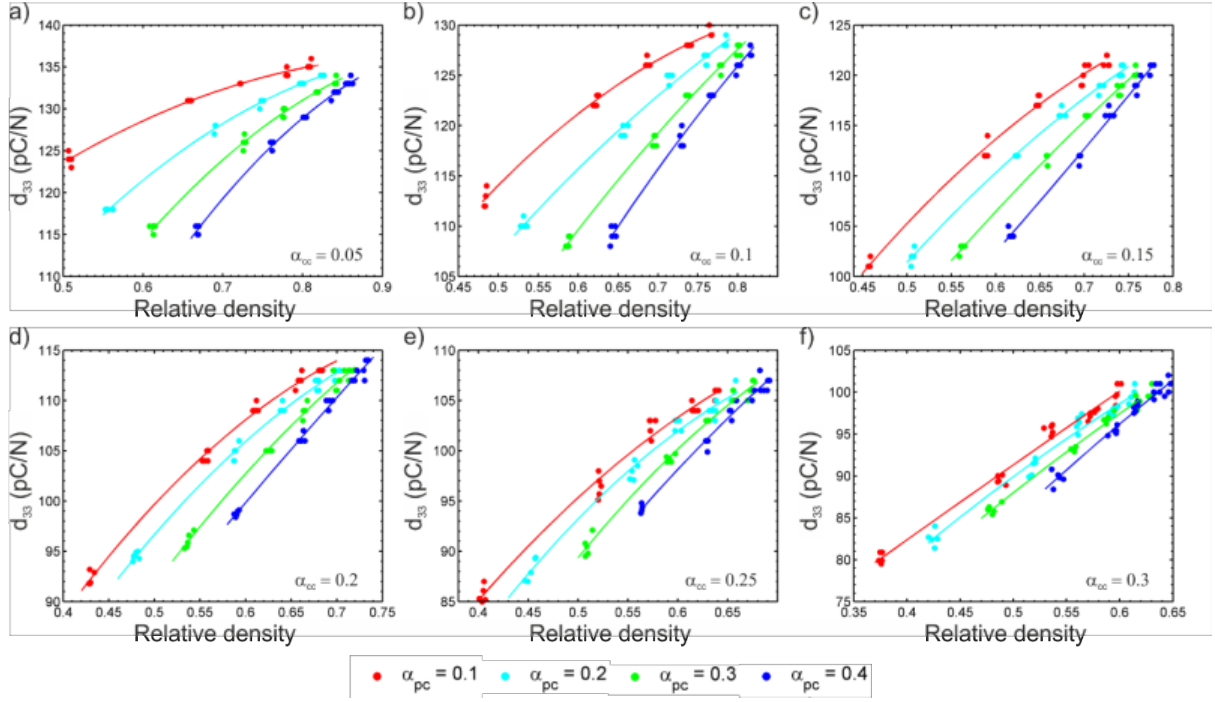 a)
140
135
130
125
120
115
110
d33 (pC/N)
αcc = 0.05
0.5 0.6 0.7 0.8 0.9
Relative density
b)
130
125
120
115
110
105
d33 (pC/N)
αcc = 0.1
0.45 0.5 0.55 0.6 0.65 0.7 0.75 0.8
Relative density
c)
125
120
115
110
105
100
d33 (pC/N)
αcc = 0.15
0.45 0.5 0.55 0.6 0.65 0.7 0.75 0.8
Relative density
d)
115
110
105
100
95
90
d33 (pC/N)
αcc = 0.2
0.4 0.45 0.5 0.55 0.6 0.65 0.7 0.75
Relative density
e)
110
105
100
95
90
85
d33 (pC/N)
αcc = 0.25
0.4 0.45 0.5 0.55 0.6 0.65
Relative density
f)
105
100
95
90
85
80
75
d33 (pC/N)
αcc = 0.3
0.35 0.4 0.45 0.5 0.55 0.6 0.65
Relative density
αpc = 0.1 αpc = 0.2 αpc = 0.3 αpc = 0.4